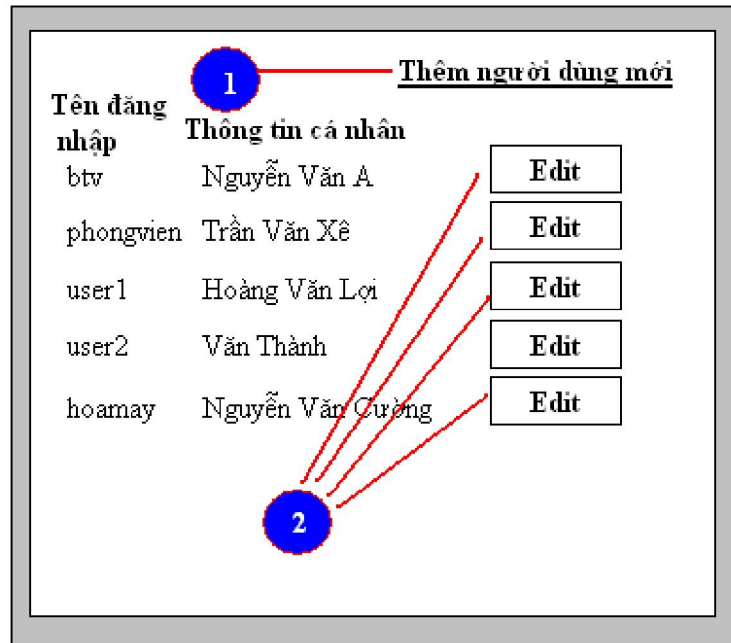 1
Thêm người dùng mới
Tên đăng
nhập
Thông tin cá nhân
btv Nguyễn Văn A Edit
phongvien Trần Văn Xê Edit
user1 Hoàng Văn Lợi Edit
user2 Văn Thành Edit
hoamay Nguyễn Văn Cường Edit
2